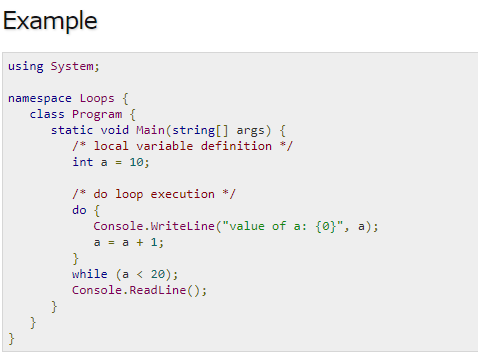 Example
using System;
namespace Loops {
class Program {
static void Main(string[] args) {
/* local variable definition */
int a = 10;
/* do loop execution */
do {
Console.WriteLine("value of a: {0}", a);
a = a + 1;
}
while (a < 20);
Console.ReadLine();
}
}
}